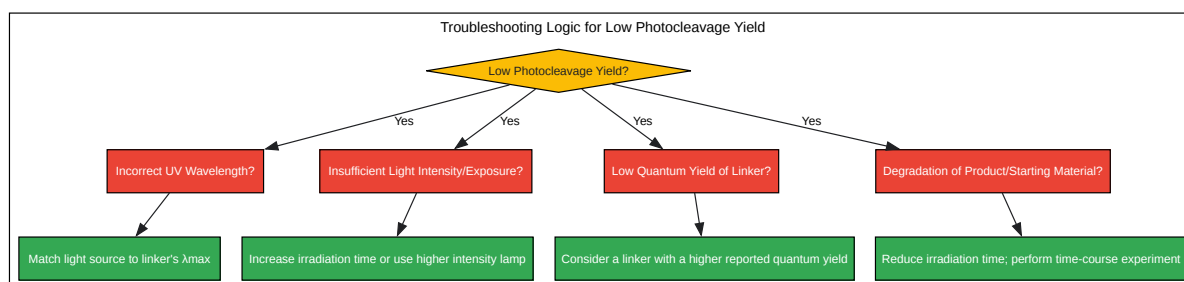 Troubleshooting Logic for Low Photocleavage Yield
Low Photocleavage Yield?
Yes
Yes
Yes
Yes
Incorrect UV Wavelength?
Insufficient Light Intensity/Exposure?
Low Quantum Yield of Linker?
Degradation of Product/Starting Material?
Match light source to linker's λmax
Increase irradiation time or use higher intensity lamp
Consider a linker with a higher reported quantum yield
Reduce irradiation time; perform time-course experiment